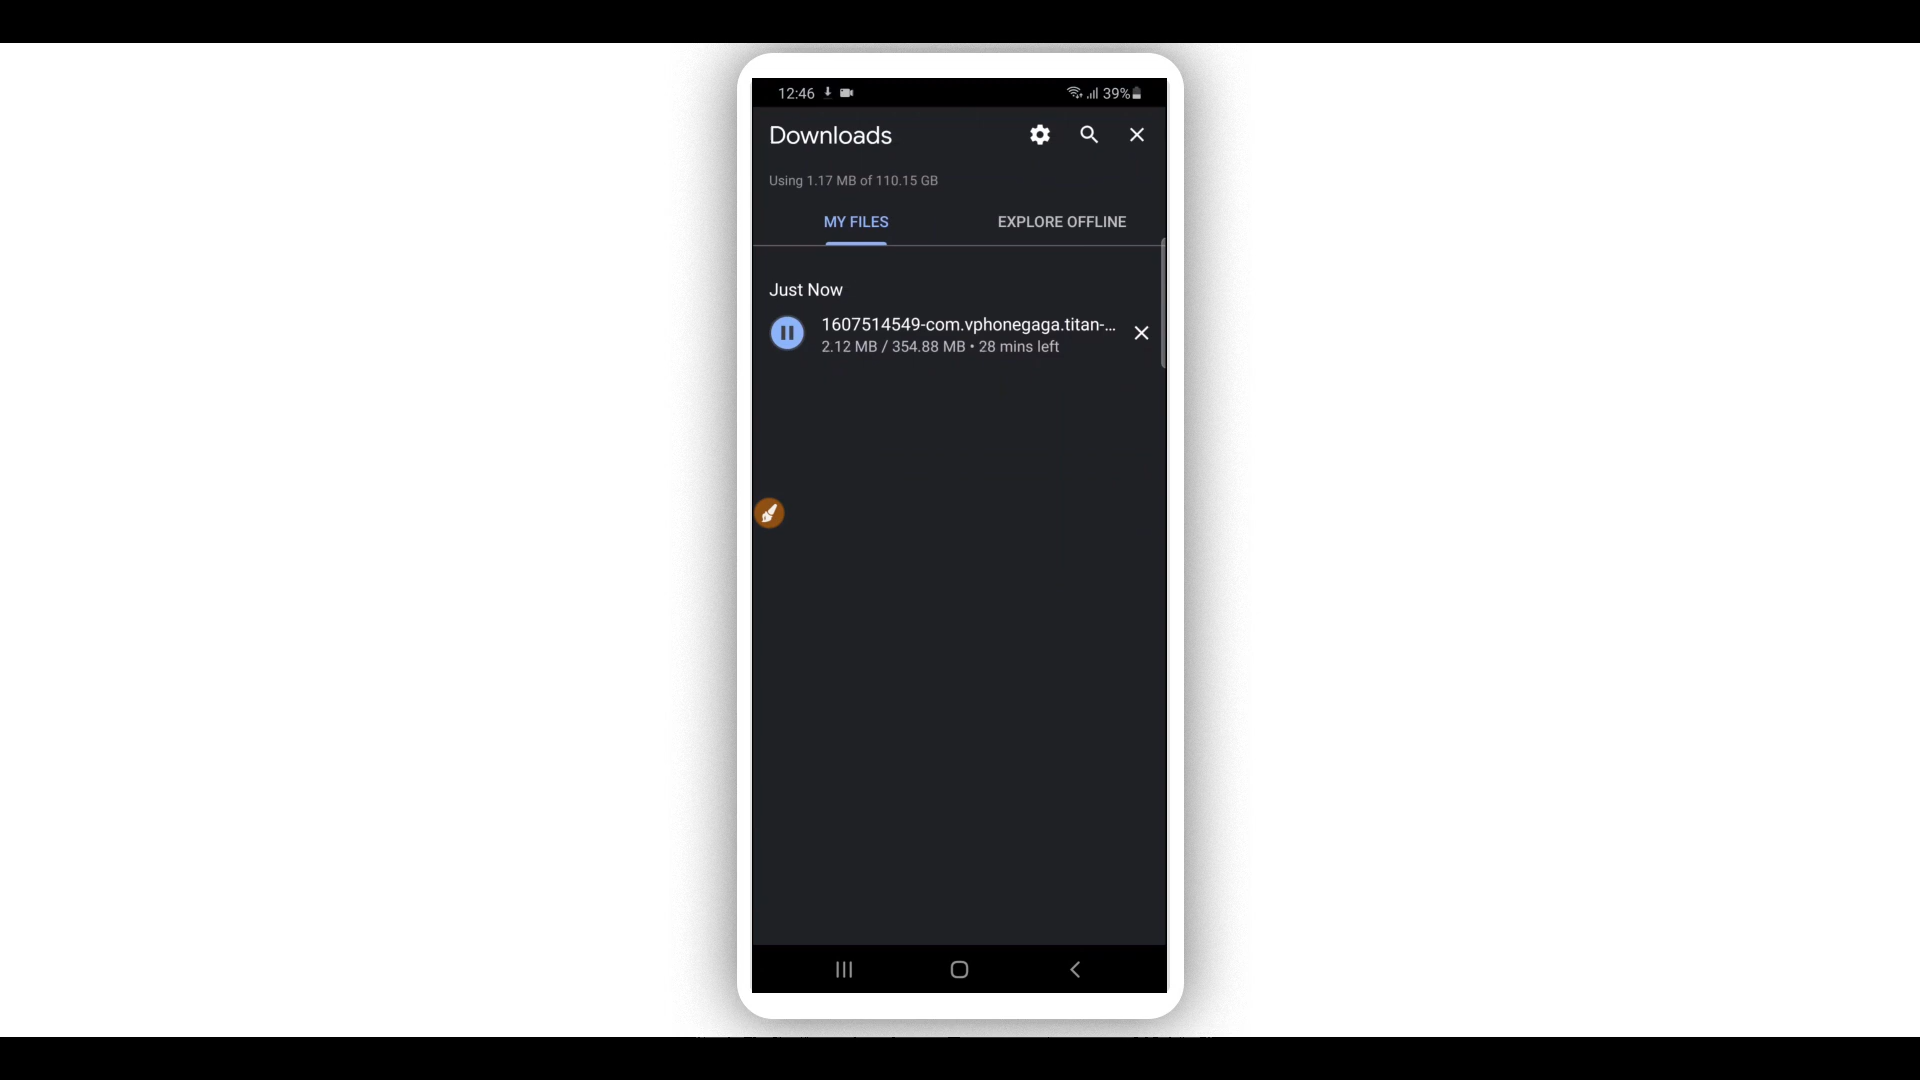 12:46 39%
Downloads
Using 1.17 MB of 110.15 GB
MY FILES EXPLORE OFFLINE
Just Now
1607514549-com.vphonegaga.titan-...
2.12 MB / 354.88 MB • 28 mins left